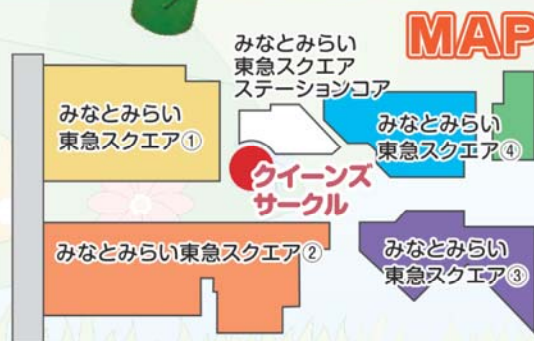 MAP
みなとみらい
東急スクエア
ステーションコア
みなとみらい
東急スクエア①
みなとみらい
東急スクエア④
クイーンズ
サークル
みなとみらい東急スクエア②
みなとみらい
東急スクエア③